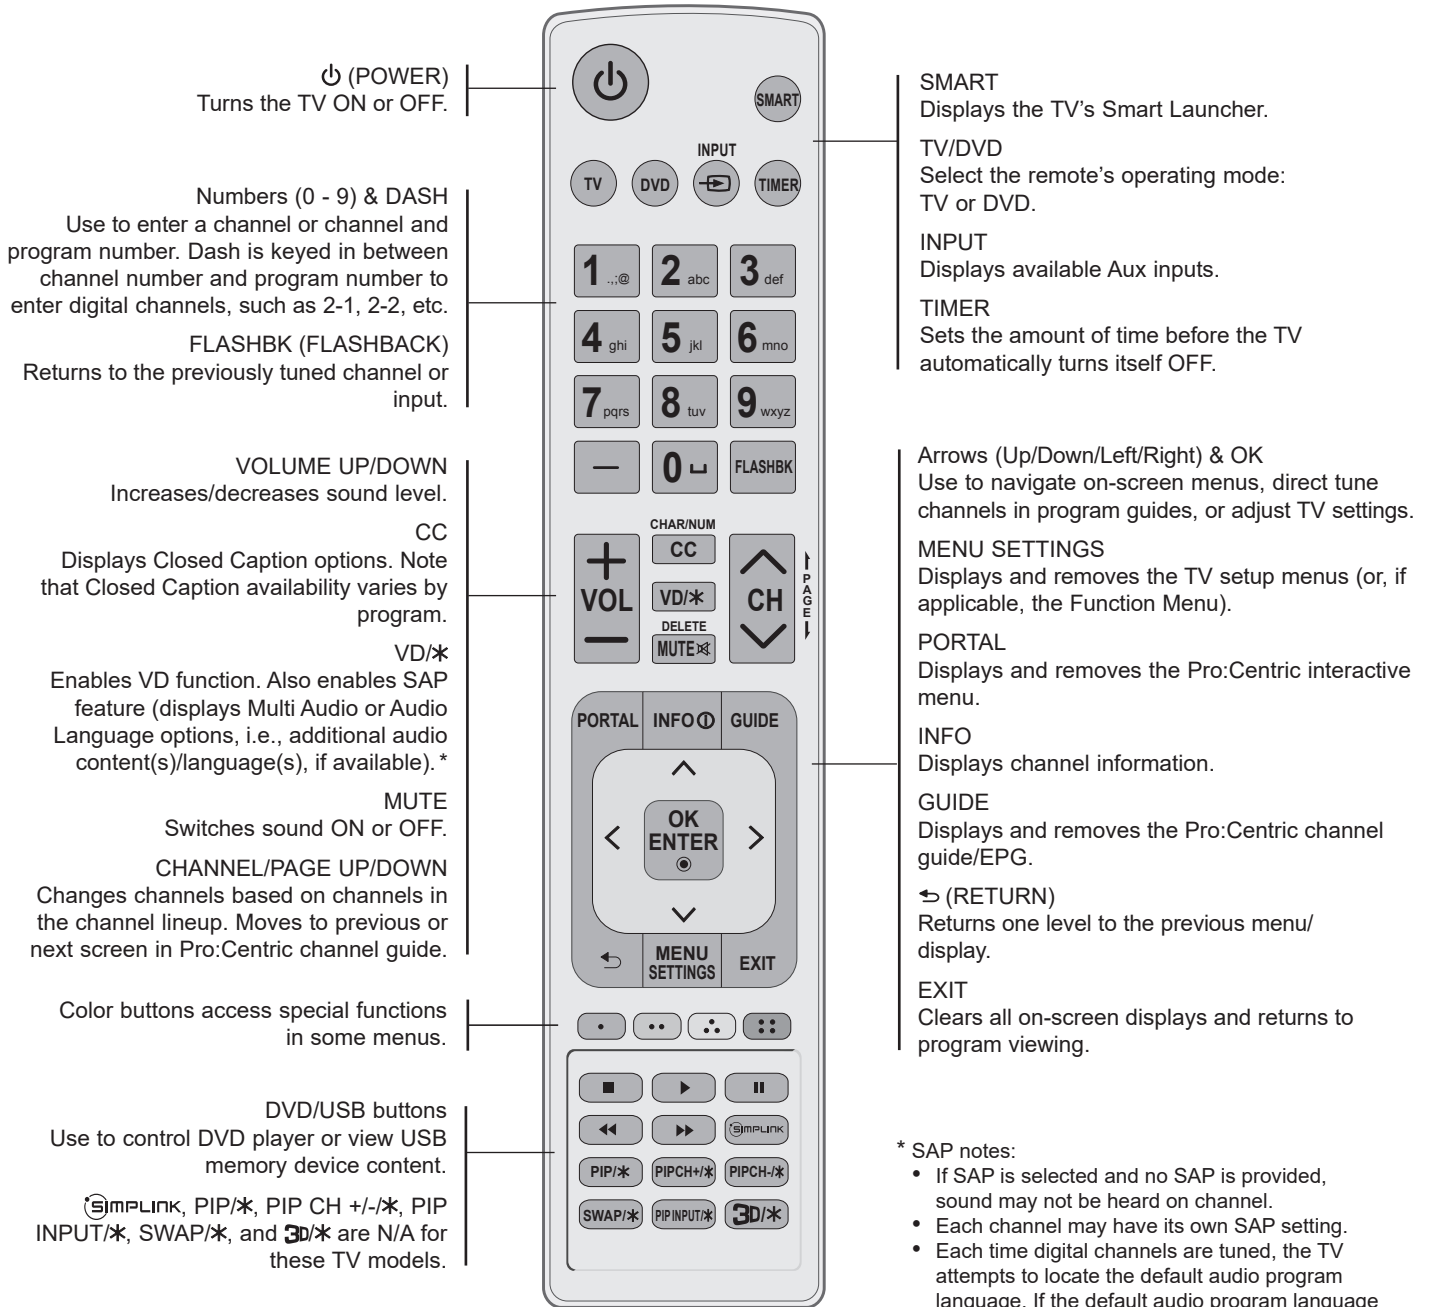 ⏻ (POWER)
Turns the TV ON or OFF.
Numbers (0 - 9) & DASH
Use to enter a channel or channel and
program number. Dash is keyed in between
channel number and program number to
enter digital channels, such as 2-1, 2-2, etc.
FLASHBK (FLASHBACK)
Returns to the previously tuned channel or
input.
VOLUME UP/DOWN
Increases/decreases sound level.
CC
Displays Closed Caption options. Note
that Closed Caption availability varies by
program.
VD/*
Enables VD function. Also enables SAP
feature (displays Multi Audio or Audio
Language options, i.e., additional audio
content(s)/language(s), if available). *
MUTE
Switches sound ON or OFF.
CHANNEL/PAGE UP/DOWN
Changes channels based on channels in
the channel lineup. Moves to previous or
next screen in Pro:Centric channel guide.
Color buttons access special functions
in some menus.
DVD/USB buttons
Use to control DVD player or view USB
memory device content.
SIMPLINK, PIP/*, PIP CH +/-/*, PIP
INPUT/*, SWAP/*, and 3D/* are N/A for
these TV models.
SMART
INPUT
TV
DVD
TIMER
1 .,;@
2 abc
3 def
4 ghi
5 jkl
6 mno
7 pqrs
8 tuv
9 wxyz
—
0
FLASHBK
CHAR/NUM
CC
+
VOL
—
VD/*
CH
PAGE
DELETE
MUTE
PORTAL
INFO
GUIDE
OK
ENTER
MENU
SETTINGS
EXIT
SIMPLINK
PIP/*
PIPCH+/*
PIPCH-/*
SWAP/*
PIP INPUT/*
3D/*
SMART
Displays the TV's Smart Launcher.
TV/DVD
Select the remote's operating mode:
TV or DVD.
INPUT
Displays available Aux inputs.
TIMER
Sets the amount of time before the TV
automatically turns itself OFF.
Arrows (Up/Down/Left/Right) & OK
Use to navigate on-screen menus, direct tune
channels in program guides, or adjust TV settings.
MENU SETTINGS
Displays and removes the TV setup menus (or, if
applicable, the Function Menu).
PORTAL
Displays and removes the Pro:Centric interactive
menu.
INFO
Displays channel information.
GUIDE
Displays and removes the Pro:Centric channel
guide/EPG.
(RETURN)
Returns one level to the previous menu/
display.
EXIT
Clears all on-screen displays and returns to
program viewing.
* SAP notes:
• If SAP is selected and no SAP is provided,
sound may not be heard on channel.
• Each channel may have its own SAP setting.
• Each time digital channels are tuned, the TV
attempts to locate the default audio program
language. If the default audio program language